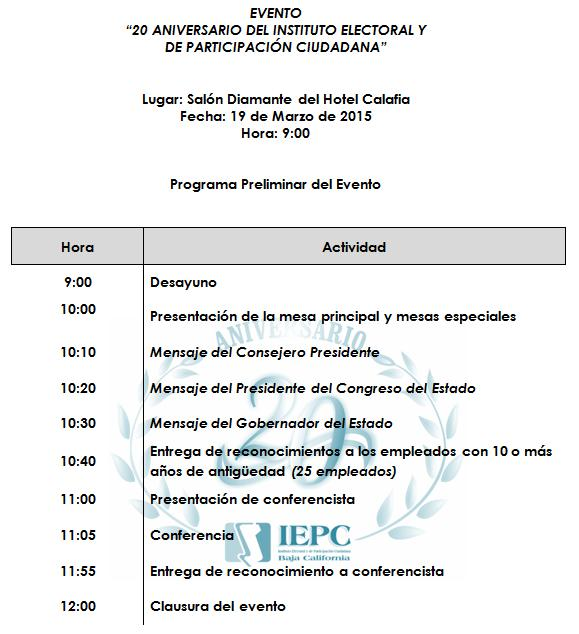 EVENTO
“20 ANIVERSARIO DEL INSTITUTO ELECTORAL Y
DE PARTICIPACIÓN CIUDADANA”
Lugar: Salón Diamante del Hotel Calafia
Fecha: 19 de Marzo de 2015
Hora: 9:00
Programa Preliminar del Evento
Hora Actividad
9:00 Desayuno
10:00 Presentación de la mesa principal y mesas especiales
ANIVERSARIO
10:10 Mensaje del Consejero Presidente
10:20 Mensaje del Presidente del Congreso del Estado
20
10:30 Mensaje del Gobernador del Estado
10:40 Entrega de reconocimientos a los empleados con 10 o más
años de antigüedad (25 empleados)
11:00 Presentación de conferencista
11:05 Conferencia
IEPC
Instituto Electoral y de Participación Ciudadana
Baja California
11:55 Entrega de reconocimiento a conferencista
12:00 Clausura del evento